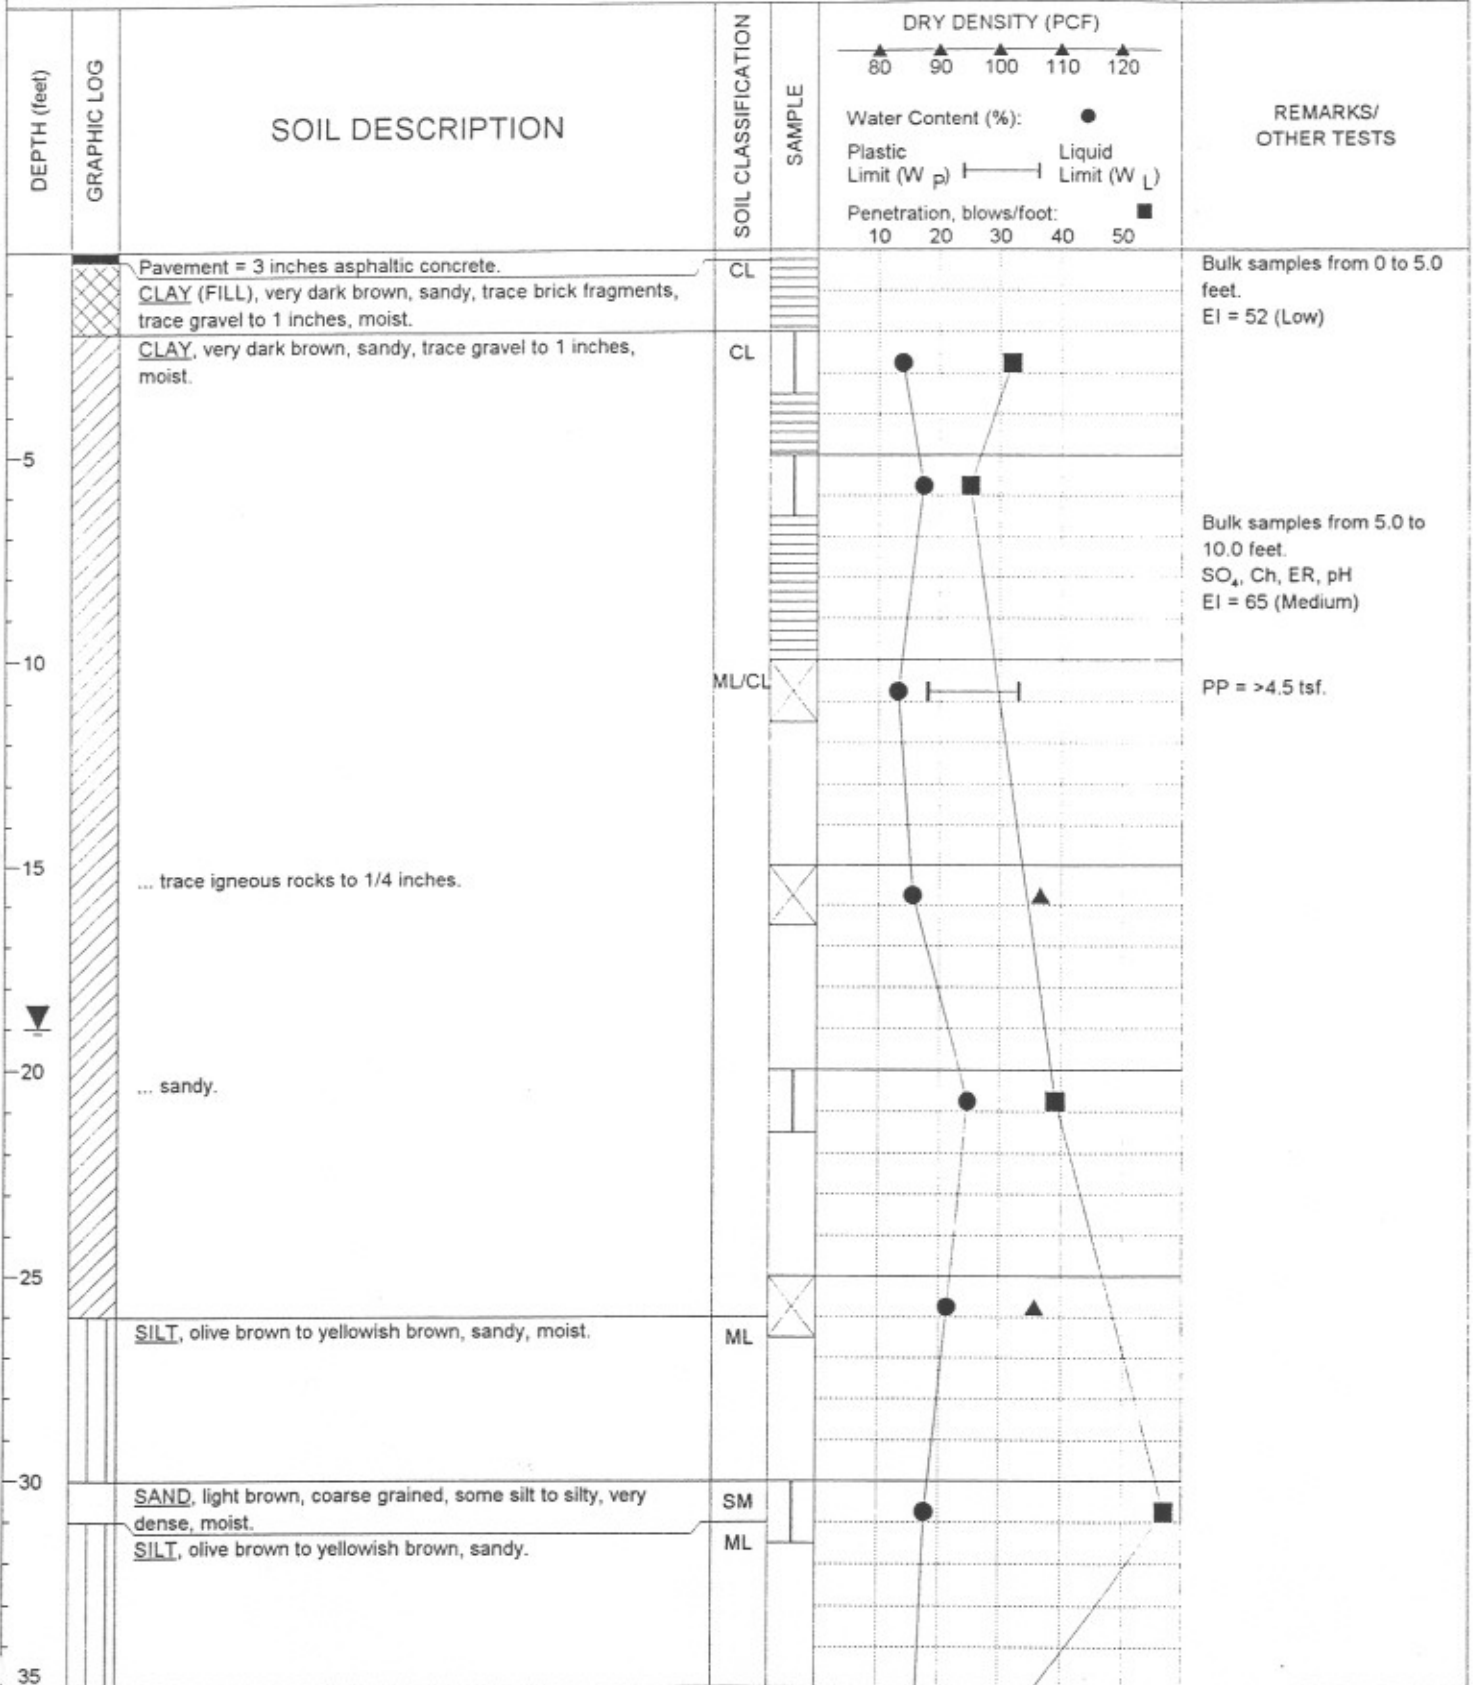 DEPTH (feet)
GRAPHIC LOG
SOIL DESCRIPTION
SOIL CLASSIFICATION
SAMPLE
DRY DENSITY (PCF)
80 90 100 110 120
Water Content (%):
Plastic Limit (W P)
Liquid Limit (W L)
Penetration, blows/foot:
10 20 30 40 50
REMARKS/
OTHER TESTS
Pavement = 3 inches asphaltic concrete.
CL
CLAY (FILL), very dark brown, sandy, trace brick fragments,
trace gravel to 1 inches, moist.
Bulk samples from 0 to 5.0
feet.
EI = 52 (Low)
CLAY, very dark brown, sandy, trace gravel to 1 inches,
moist.
CL
5
Bulk samples from 5.0 to
10.0 feet.
SO₄, Ch, ER, pH
EI = 65 (Medium)
10
ML/CL
PP = >4.5 tsf.
15
... trace igneous rocks to 1/4 inches.
20
... sandy.
25
SILT, olive brown to yellowish brown, sandy, moist.
ML
30
SAND, light brown, coarse grained, some silt to silty, very
dense, moist.
SM
SILT, olive brown to yellowish brown, sandy.
ML
35